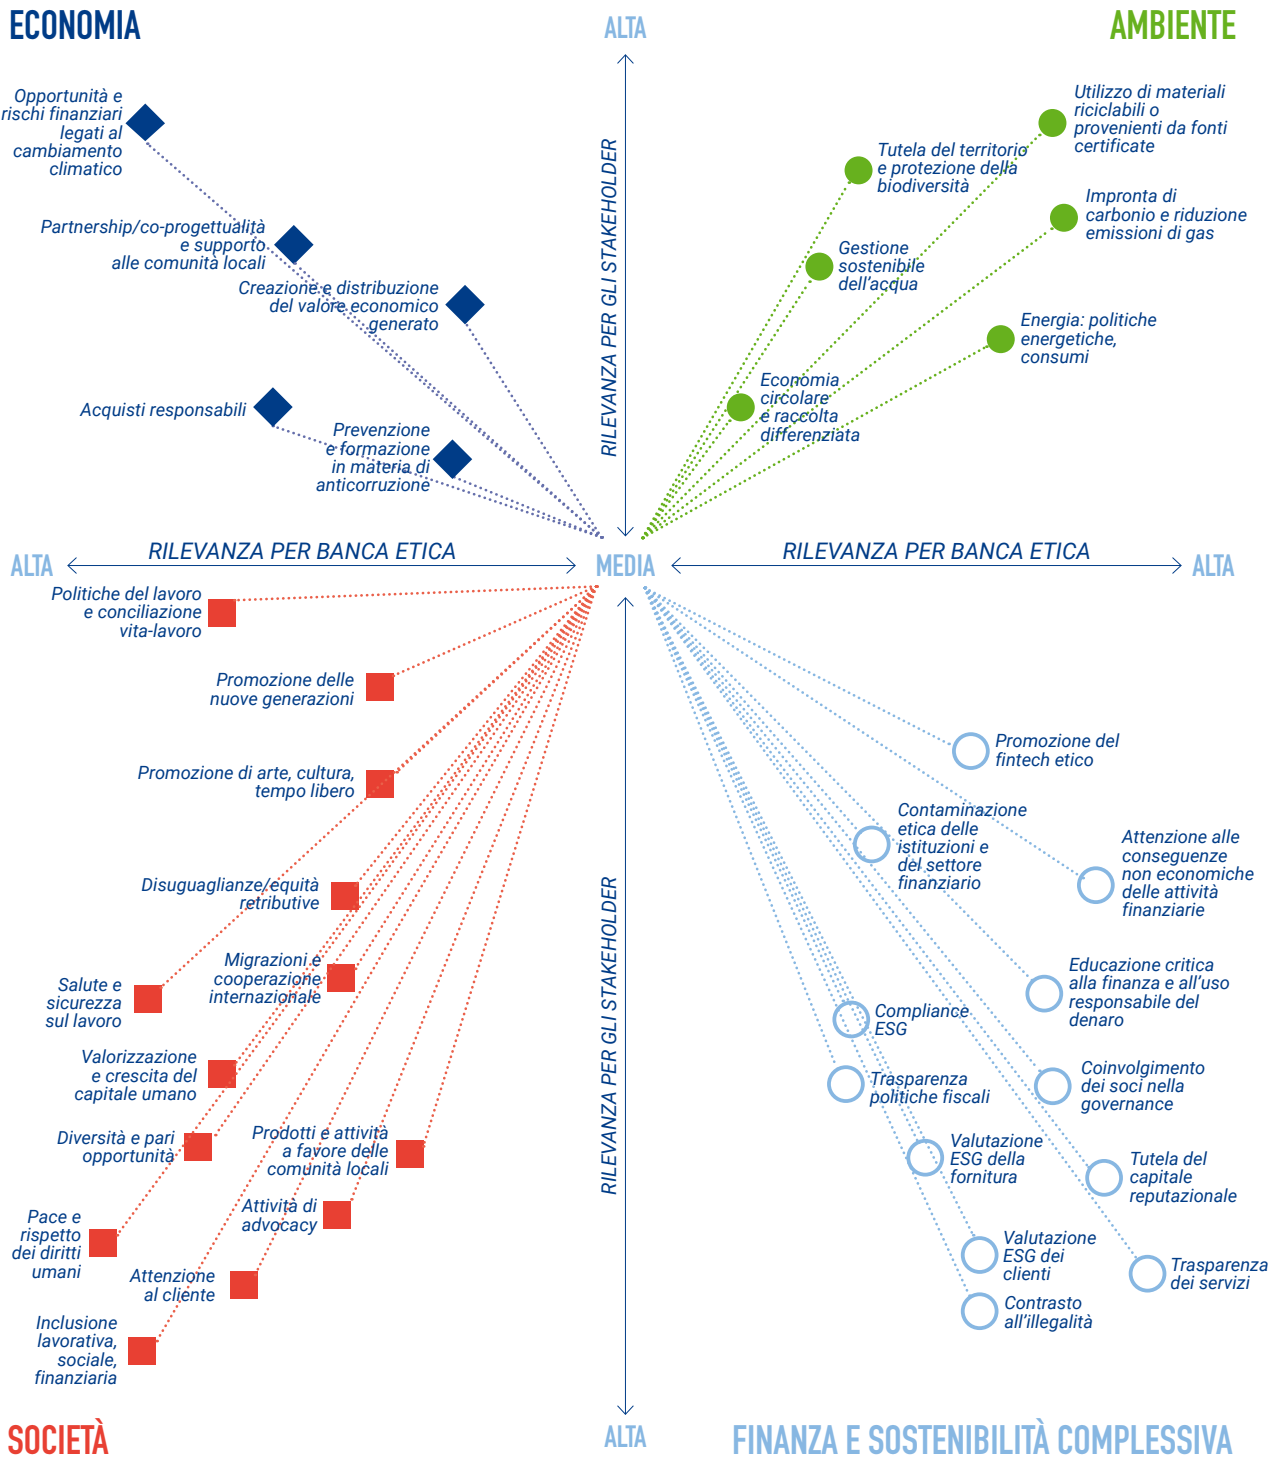 ECONOMIA
ALTA
AMBIENTE
Opportunità e
rischi finanziari
legati al
cambiamento
climatico
Partnership/co-progettualità
e supporto
alle comunità locali
Creazione e distribuzione
del valore economico
generato
Acquisti responsabili
Prevenzione
e formazione
in materia di
anticorruzione
RILEVANZA PER GLI STAKEHOLDER
Utilizzo di materiali
riciclabili o
provenienti da fonti
certificate
Tutela del territorio
e protezione della
biodiversità
Impronta di
carbonio e riduzione
emissioni di gas
Gestione
sostenibile
dell'acqua
Energia: politiche
energetiche,
consumi
Economia
circolare
e raccolta
differenziata
ALTA
RILEVANZA PER BANCA ETICA
MEDIA
RILEVANZA PER BANCA ETICA
ALTA
Politiche del lavoro
e conciliazione
vita-lavoro
Promozione delle
nuove generazioni
Promozione di arte, cultura,
tempo libero
Disuguaglianze/equità
retributive
Migrazioni e
cooperazione
internazionale
Salute e
sicurezza
sul lavoro
Valorizzazione
e crescita del
capitale umano
Diversità e pari
opportunità
Prodotti e attività
a favore delle
comunità locali
Attività di
advocacy
Pace e
rispetto
dei diritti
umani
Attenzione
al cliente
Inclusione
lavorativa,
sociale,
finanziaria
RILEVANZA PER GLI STAKEHOLDER
Promozione del
fintech etico
Contaminazione
etica delle
istituzioni e
del settore
finanziario
Attenzione alle
conseguenze
non economiche
delle attività
finanziarie
Educazione critica
alla finanza e all'uso
responsabile del
denaro
Compliance
ESG
Trasparenza
politiche fiscali
Coinvolgimento
dei soci nella
governance
Valutazione
ESG della
fornitura
Tutela del
capitale
reputazionale
Valutazione
ESG dei
clienti
Trasparenza
dei servizi
Contrasto
all'illegalità
SOCIETÀ
ALTA
FINANZA E SOSTENIBILITÀ COMPLESSIVA